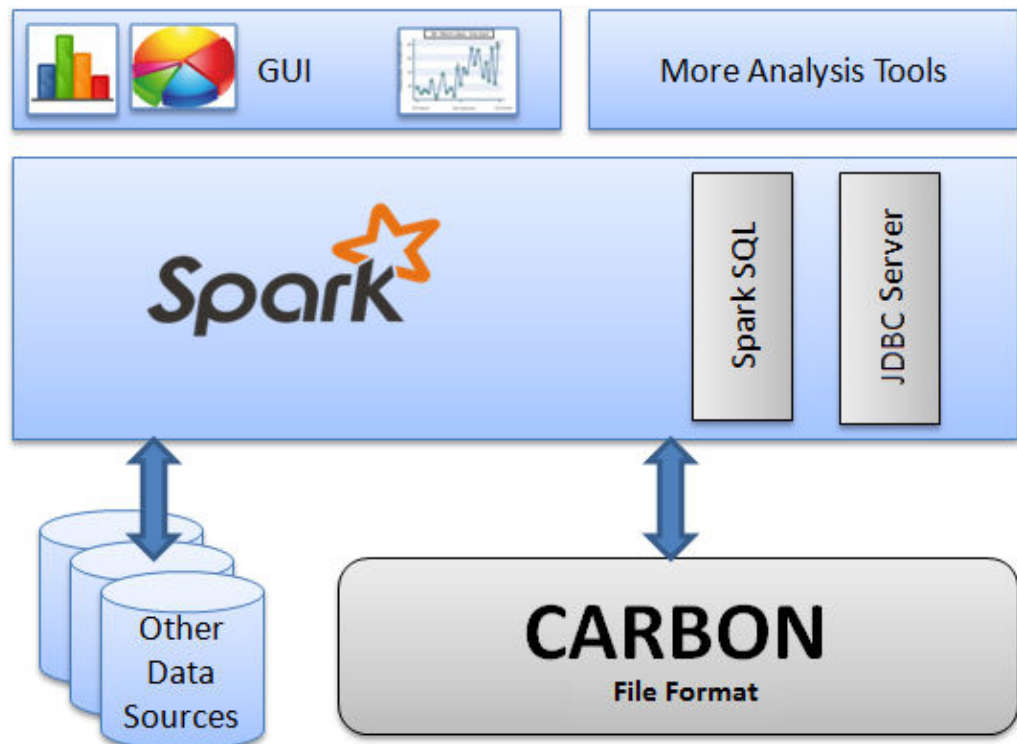 GUI
More Analysis Tools
Spark
Spark SQL
JDBC Server
Other
Data
Sources
CARBON
File Format